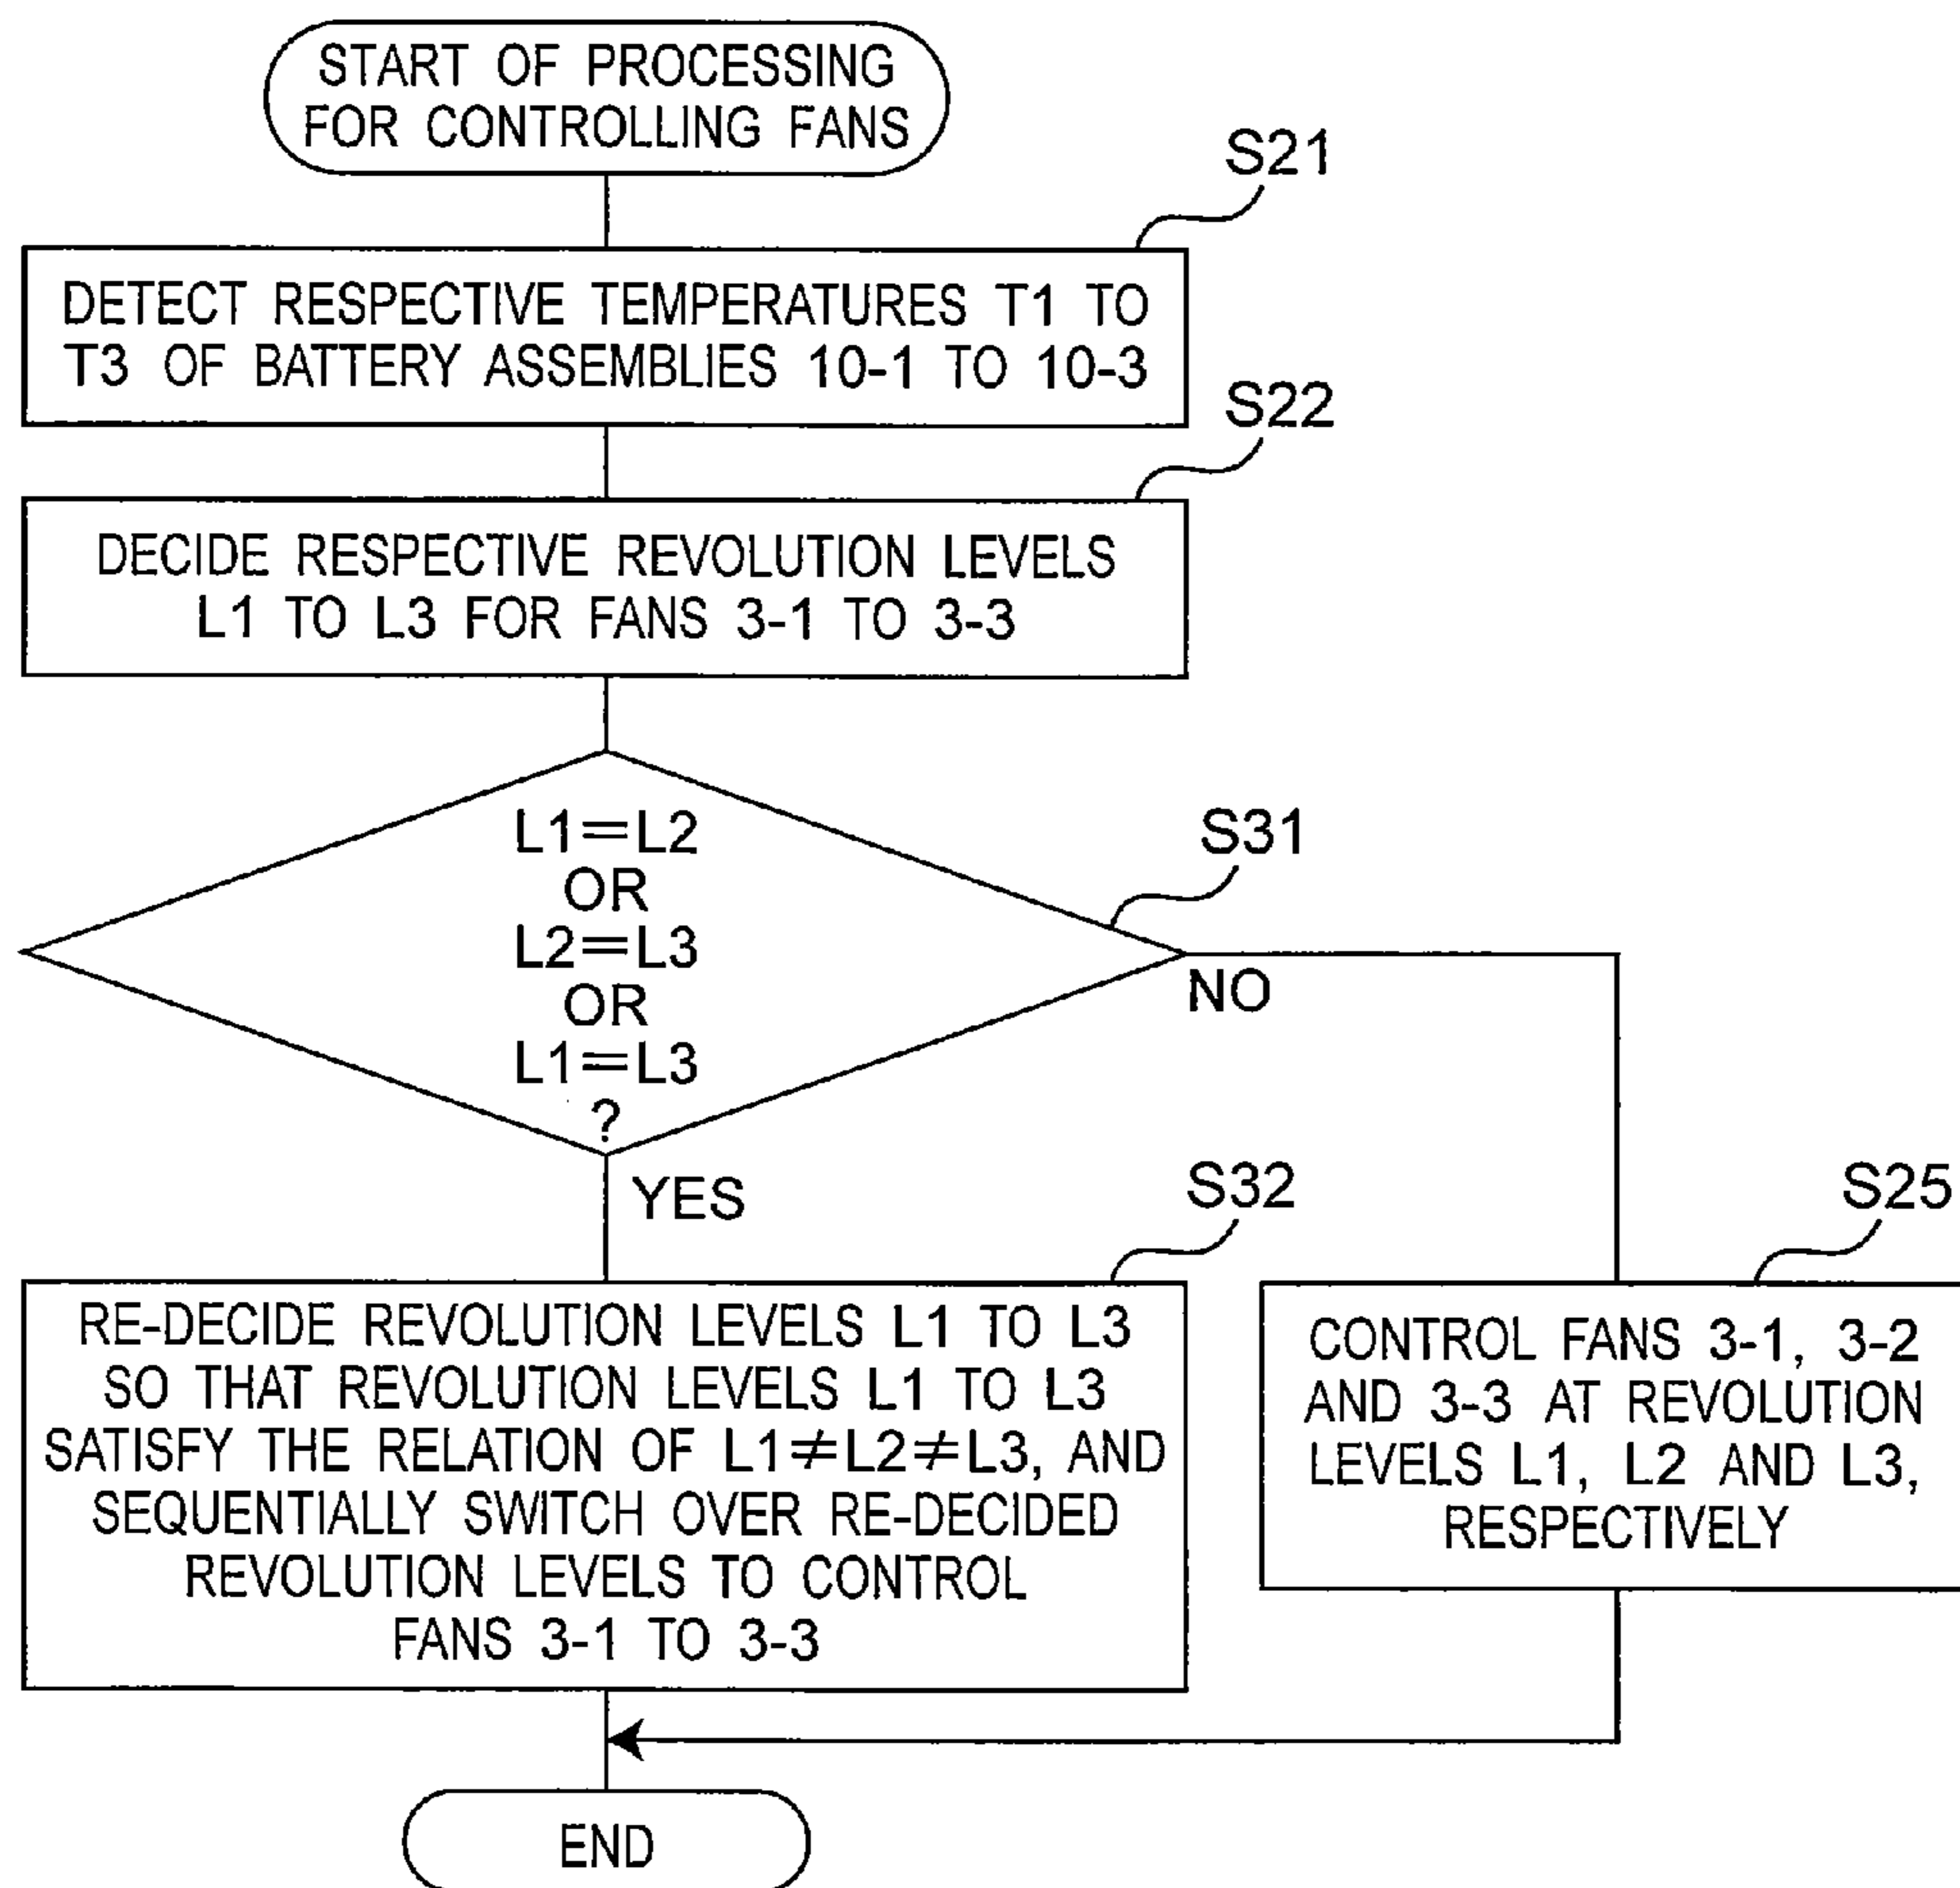 START OF PROCESSING
FOR CONTROLLING FANS
S21
DETECT RESPECTIVE TEMPERATURES T1 TO
T3 OF BATTERY ASSEMBLIES 10-1 TO 10-3
S22
DECIDE RESPECTIVE REVOLUTION LEVELS
L1 TO L3 FOR FANS 3-1 TO 3-3
S31
L1=L2
OR
L2=L3
OR
L1=L3
?
NO
YES
S32
RE-DECIDE REVOLUTION LEVELS L1 TO L3
SO THAT REVOLUTION LEVELS L1 TO L3
SATISFY THE RELATION OF L1≠L2≠L3, AND
SEQUENTIALLY SWITCH OVER RE-DECIDED
REVOLUTION LEVELS TO CONTROL
FANS 3-1 TO 3-3
S25
CONTROL FANS 3-1, 3-2
AND 3-3 AT REVOLUTION
LEVELS L1, L2 AND L3,
RESPECTIVELY
END